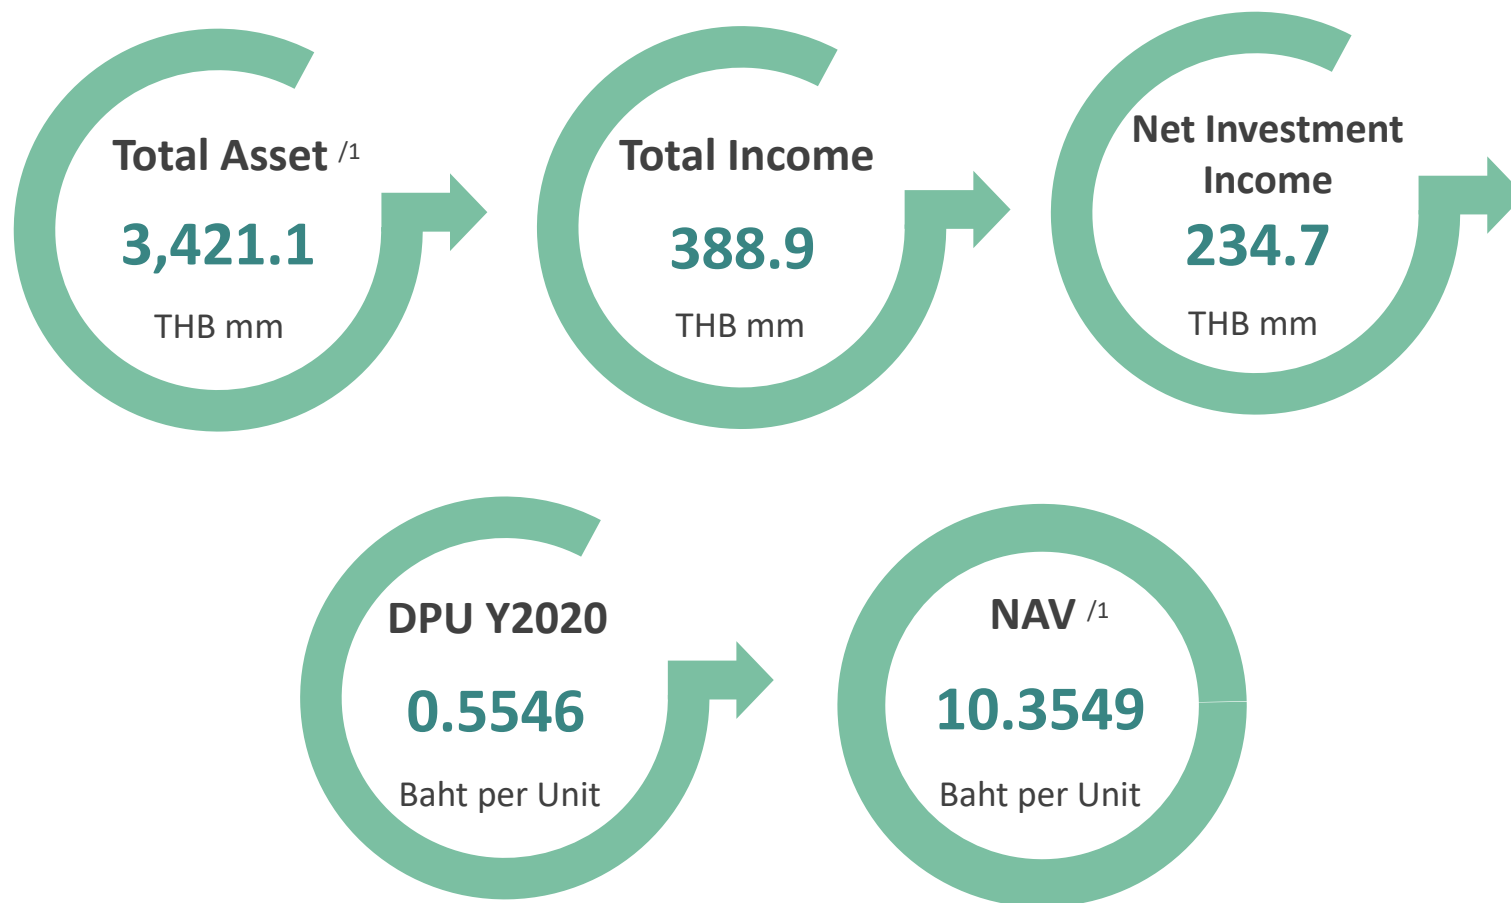 Total Asset /1
3,421.1
THB mm
Total Income
388.9
THB mm
Net Investment
Income
234.7
THB mm
DPU Y2020
0.5546
Baht per Unit
NAV /1
10.3549
Baht per Unit